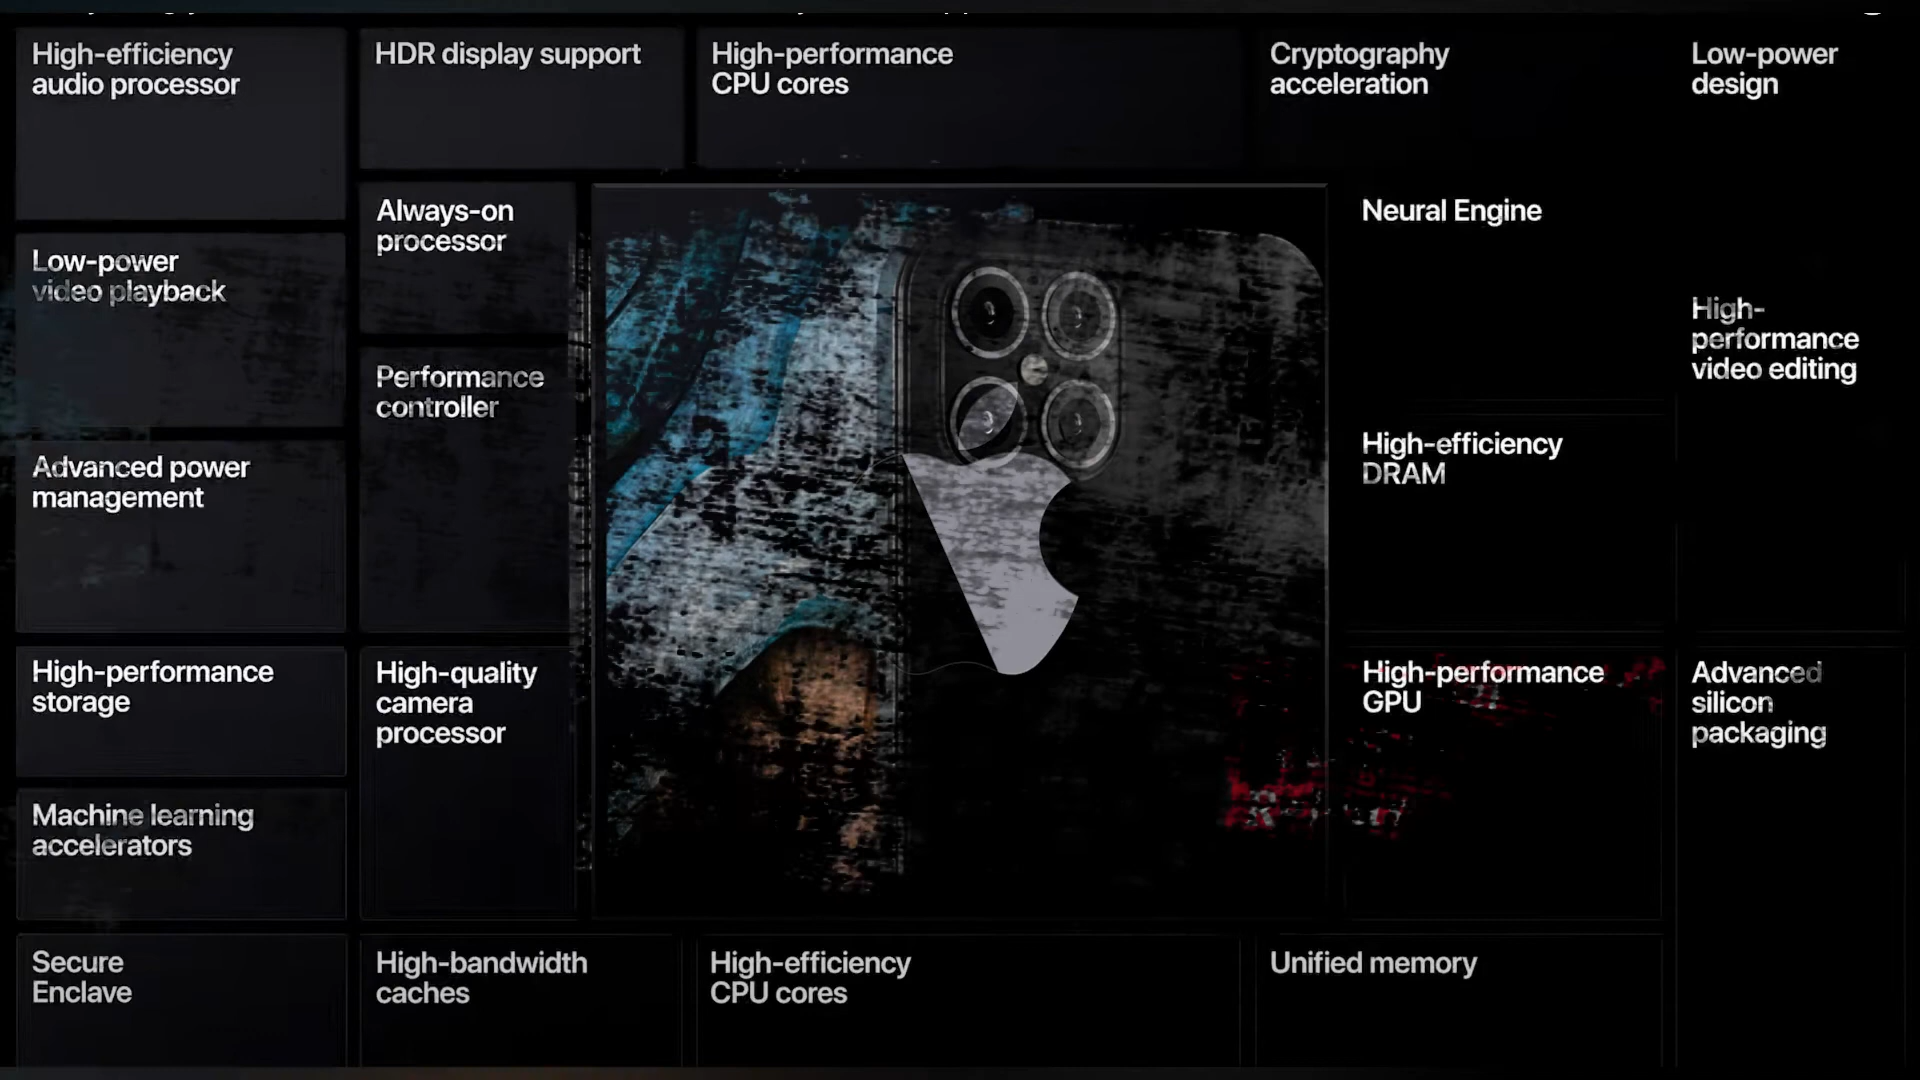 High-efficiency
audio processor
HDR display support
High-performance
CPU cores
Cryptography
acceleration
Low-power
design
Always-on
processor
Neural Engine
Low-power
video playback
High-
performance
video editing
Performance
controller
High-efficiency
DRAM
Advanced power
management
High-performance
storage
High-quality
camera
processor
High-performance
GPU
Advanced
silicon
packaging
Machine learning
accelerators
Secure
Enclave
High-bandwidth
caches
High-efficiency
CPU cores
Unified memory